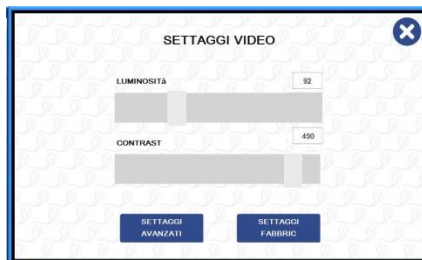 SETTAGGI VIDEO
LUMINOSITà
92
CONTRAST
490
SETTAGGI
AVANZATI
SETTAGGI
FABBRIC